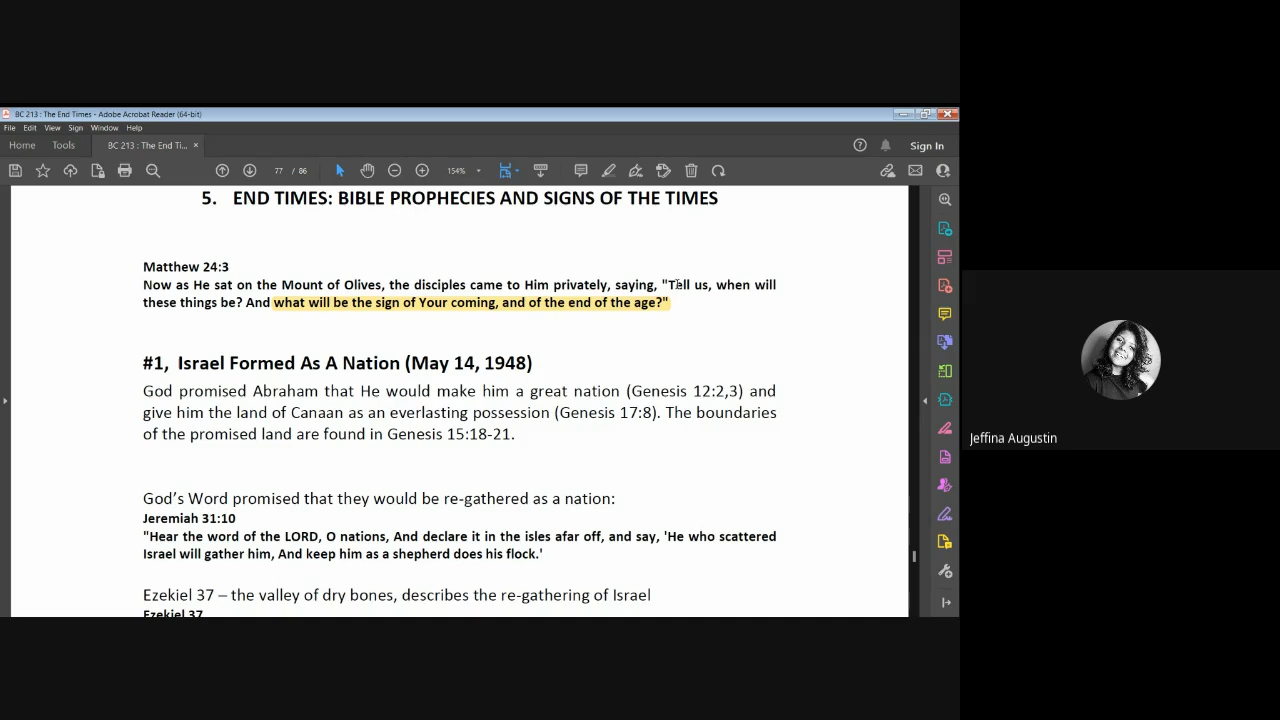 BC 213 : The End Times - Adobe Acrobat Reader (64-bit)
File Edit View Sign Window Help
Home Tools BC 213 : The End Ti... × Sign In
77 / 86 154%
5. END TIMES: BIBLE PROPHECIES AND SIGNS OF THE TIMES
Matthew 24:3
Now as He sat on the Mount of Olives, the disciples came to Him privately, saying, "Tell us, when will
these things be? And what will be the sign of Your coming, and of the end of the age?"
#1, Israel Formed As A Nation (May 14, 1948)
God promised Abraham that He would make him a great nation (Genesis 12:2,3) and
give him the land of Canaan as an everlasting possession (Genesis 17:8). The boundaries
of the promised land are found in Genesis 15:18-21.
God's Word promised that they would be re-gathered as a nation:
Jeremiah 31:10
"Hear the word of the LORD, O nations, And declare it in the isles afar off, and say, 'He who scattered
Israel will gather him, And keep him as a shepherd does his flock.'
Ezekiel 37 – the valley of dry bones, describes the re-gathering of Israel
Ezekiel 37
Jeffina Augustin